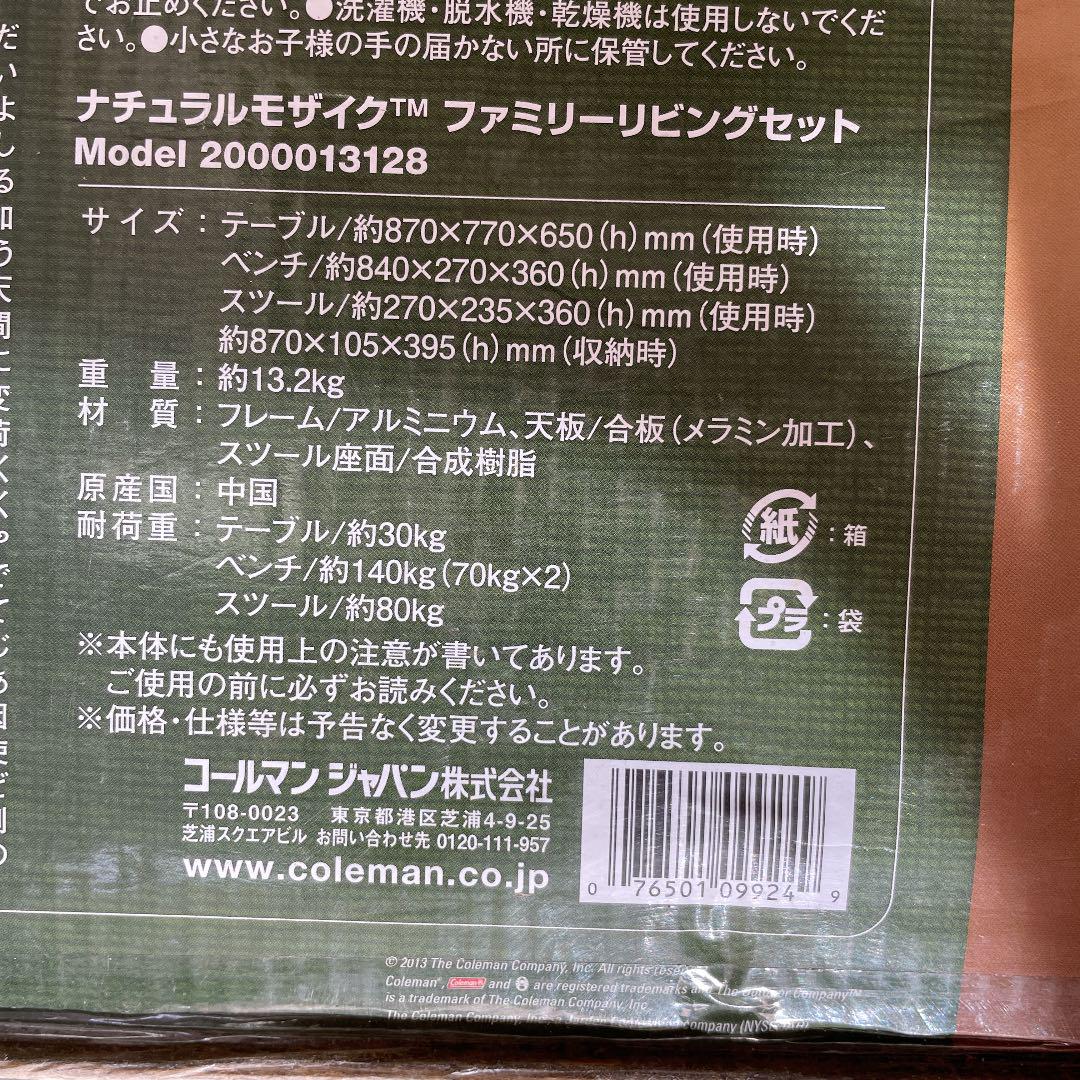 でお止めください。●洗濯機・脱水機・乾燥機は使用しないでくだ
さい。●小さなお子様の手の届かない所に保管してください。
ナチュラルモザイク™ ファミリーリビングセット
Model 2000013128
サイズ：テーブル/約870×770×650(h)mm(使用時)
ベンチ/約840×270×360(h)mm(使用時)
スツール/約270×235×360(h)mm(使用時)
約870×105×395(h)mm(収納時)
重量：約13.2kg
材質：フレーム/アルミニウム、天板/合板(メラミン加工)、
スツール座面/合成樹脂
原産国：中国
耐荷重：テーブル/約30kg
ベンチ/約140kg(70kg×2)
スツール/約80kg
紙：箱
プラ：袋
※本体にも使用上の注意が書いてあります。
ご使用の前に必ずお読みください。
※価格・仕様等は予告なく変更することがあります。
コールマン ジャパン株式会社
〒108-0023 東京都港区芝浦4-9-25
芝浦スクエアビル お問い合わせ先 0120-111-957
www.coleman.co.jp
0 76501 09924 9
© 2013 The Coleman Company, Inc. All rights
Coleman®, Coleman and are registered trademarks and The Outdoor Company™
is a trademark of The Coleman Company, Inc
The Coleman Company, Company (NYSE